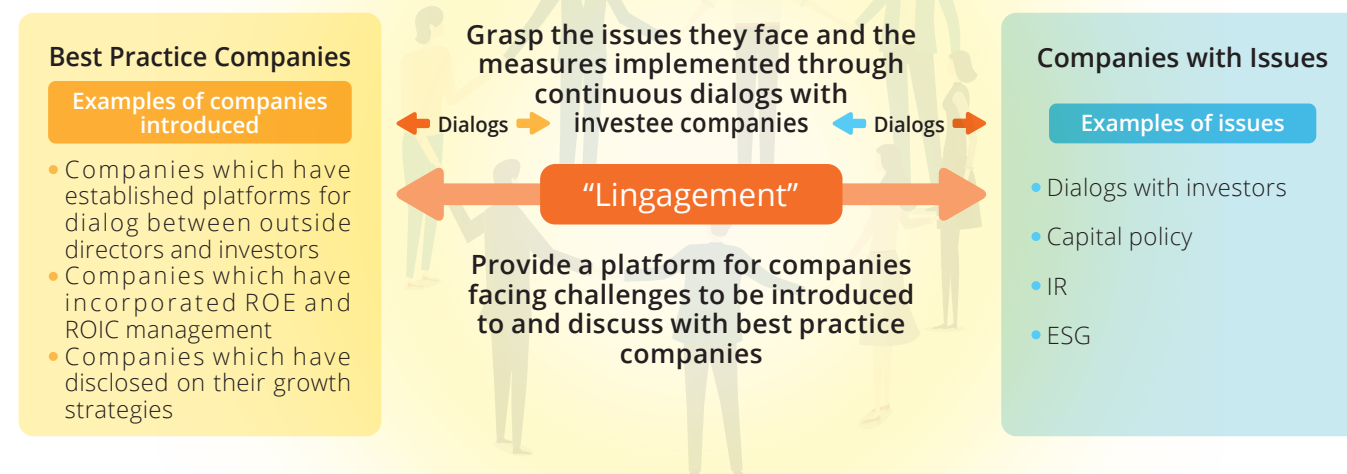 Best Practice Companies
Examples of companies
introduced
• Companies which have
established platforms for
dialog between outside
directors and investors
• Companies which have
incorporated ROE and
ROIC management
• Companies which have
disclosed on their growth
strategies
Grasp the issues they face and the
measures implemented through
continuous dialogs with
Dialogs investee companies Dialogs
“Lingagement”
Provide a platform for companies
facing challenges to be introduced
to and discuss with best practice
companies
Companies with Issues
Examples of issues
• Dialogs with investors
• Capital policy
• IR
• ESG